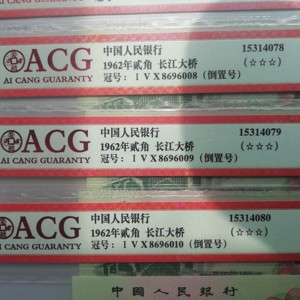 ACG
AI CANG GUARANTY
中国人民银行 15314078
1962年贰角 长江大桥 (☆☆☆)
冠号: ⅠⅤⅩ8696008 (倒置号)
ACG
AI CANG GUARANTY
中国人民银行 15314079
1962年贰角 长江大桥 (☆☆☆)
冠号: ⅠⅤⅩ8696009 (倒置号)
ACG
AI CANG GUARANTY
中国人民银行 15314080
1962年贰角 长江大桥 (☆☆☆)
冠号: ⅠⅤⅩ8696010 (倒置号)
中國人民銀行